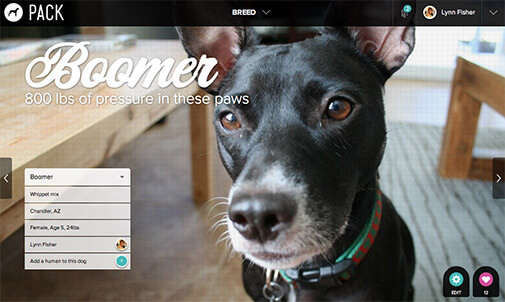 PACK
BREED
2
Lynn Fisher
Boomer
800 lbs of pressure in these paws
Boomer
Whippet mix
Chandler, AZ
Female, Age 5, 24lbs
Lynn Fisher
Add a human to this dog
EDIT
12